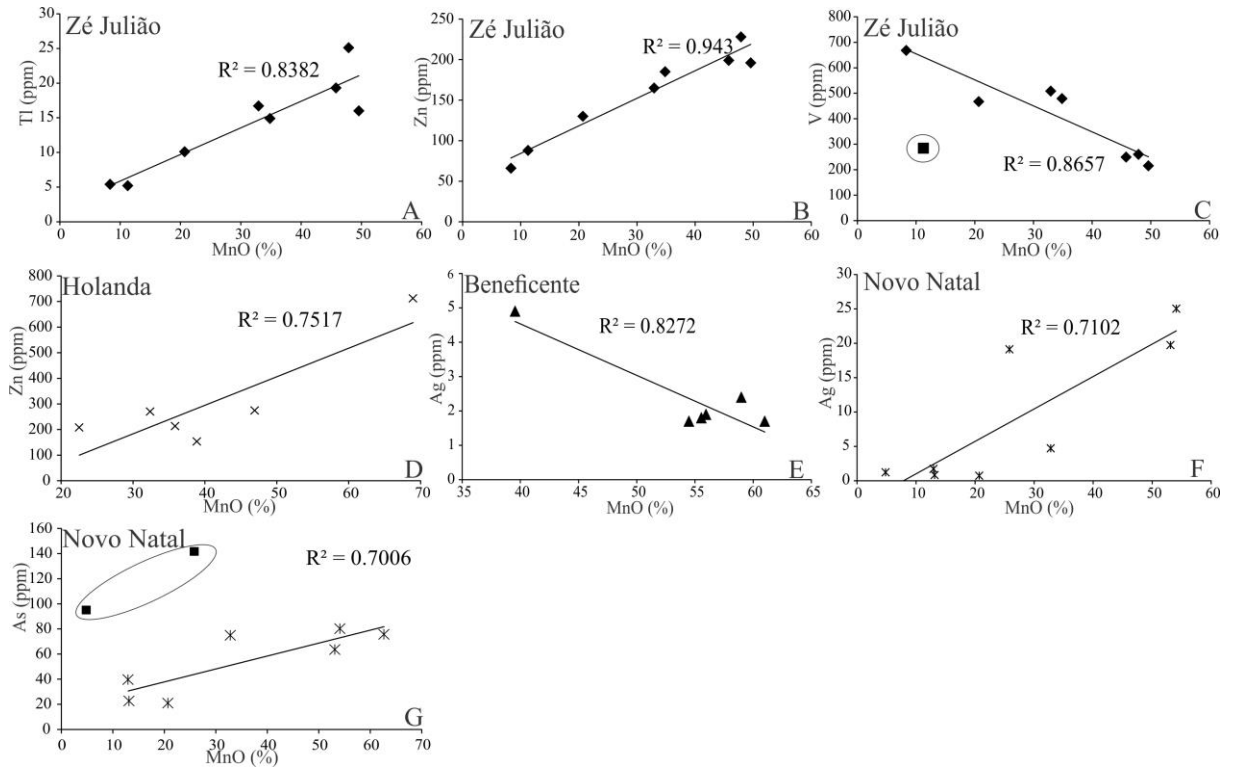 Zé Julião
Tl (ppm)
30
25
20
15
10
5
0
R² = 0.8382
A
0 10 20 30 40 50 60
MnO (%)
Zé Julião
Zn (ppm)
250
200
150
100
50
0
R² = 0.943
B
0 10 20 30 40 50 60
MnO (%)
Zé Julião
V (ppm)
800
700
600
500
400
300
200
100
0
R² = 0.8657
C
0 10 20 30 40 50 60
MnO (%)
Holanda
Zn (ppm)
800
700
600
500
400
300
200
100
0
R² = 0.7517
D
20 30 40 50 60 70
MnO (%)
Beneficente
Ag (ppm)
6
5
4
3
2
1
0
R² = 0.8272
E
35 40 45 50 55 60 65
MnO (%)
Novo Natal
Ag (ppm)
30
25
20
15
10
5
0
R² = 0.7102
F
0 10 20 30 40 50 60
MnO (%)
Novo Natal
As (ppm)
160
140
120
100
80
60
40
20
0
R² = 0.7006
G
0 10 20 30 40 50 60 70
MnO (%)